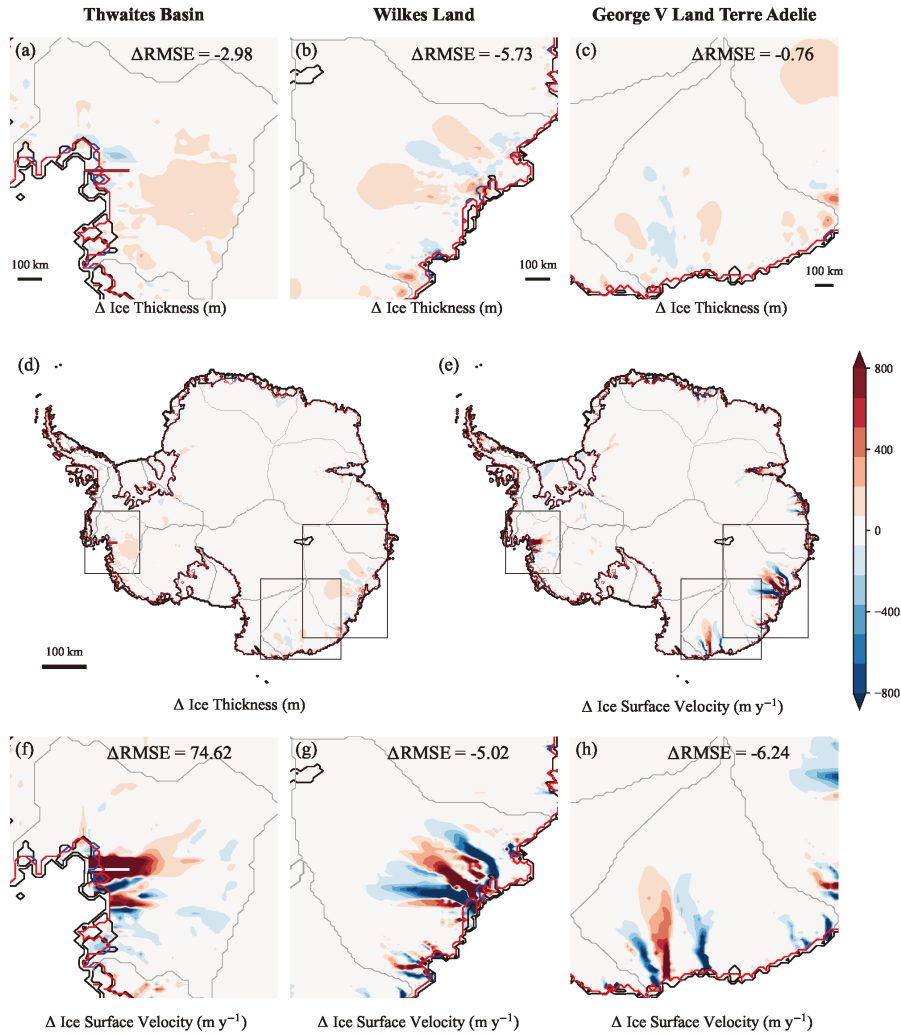 Thwaites Basin
Wilkes Land
George V Land Terre Adelie
(a)
ΔRMSE = -2.98
(b)
ΔRMSE = -5.73
(c)
ΔRMSE = -0.76
100 km
100 km
100 km
Δ Ice Thickness (m)
Δ Ice Thickness (m)
Δ Ice Thickness (m)
(d)
(e)
800
400
0
−400
−800
100 km
Δ Ice Thickness (m)
Δ Ice Surface Velocity (m y⁻¹)
(f)
ΔRMSE = 74.62
(g)
ΔRMSE = -5.02
(h)
ΔRMSE = -6.24
Δ Ice Surface Velocity (m y⁻¹)
Δ Ice Surface Velocity (m y⁻¹)
Δ Ice Surface Velocity (m y⁻¹)